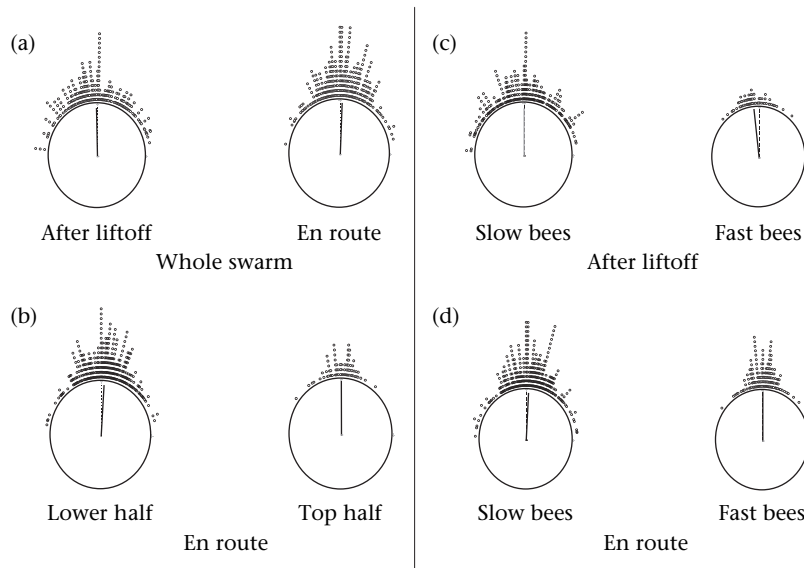 (a)
After liftoff
En route
Whole swarm
(b)
Lower half
Top half
En route
(c)
Slow bees
Fast bees
After liftoff
(d)
Slow bees
Fast bees
En route